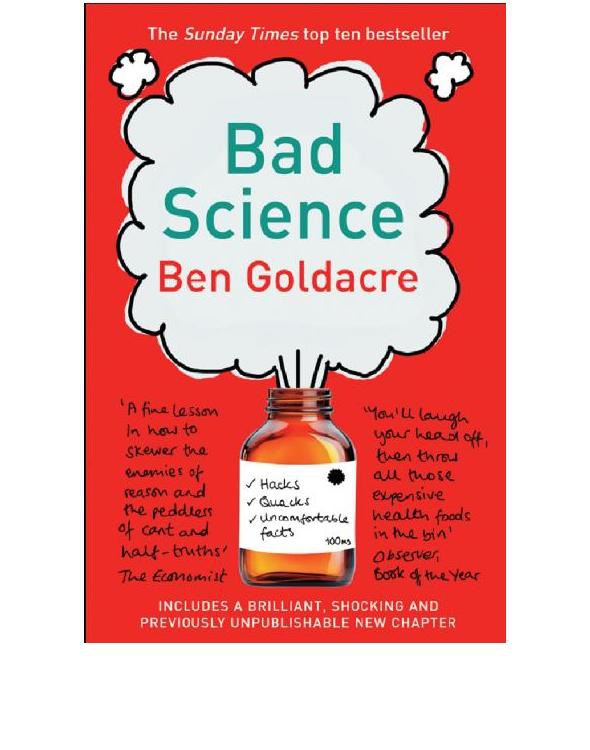 The Sunday Times top ten bestseller
Bad
Science
Ben Goldacre
'A fine lesson
in how to
skewer the
enemies of
reason and
the peddlers
of cant and
half-truths'
The Economist
✓ Hacks
✓ Quacks
✓ Uncomfortable
facts
100ms
'You'll laugh
your head off,
then throw
all those
expensive
health foods
in the bin'
Observer,
Book of the Year
INCLUDES A BRILLIANT, SHOCKING AND
PREVIOUSLY UNPUBLISHABLE NEW CHAPTER